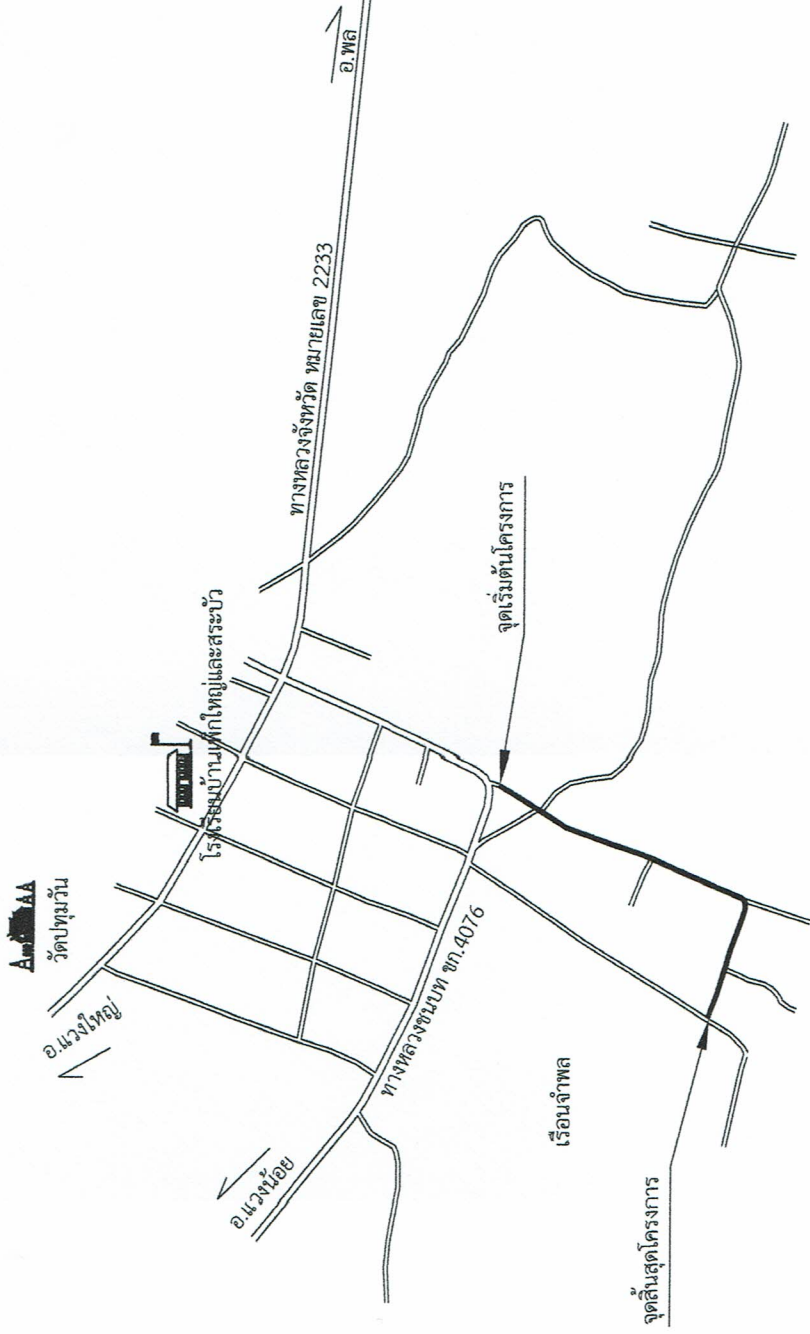 วัดปทุมวัน
โรงเรียนบ้านเพ็กใหญ่และสระบัว
อ.แวงใหญ่
อ.แวงน้อย
ทางหลวงชนบท ขก.4076
ทางหลวงจังหวัด หมายเลข 2233
อ.พล
จุดเริ่มต้นโครงการ
เรือนจำพล
จุดสิ้นสุดโครงการ